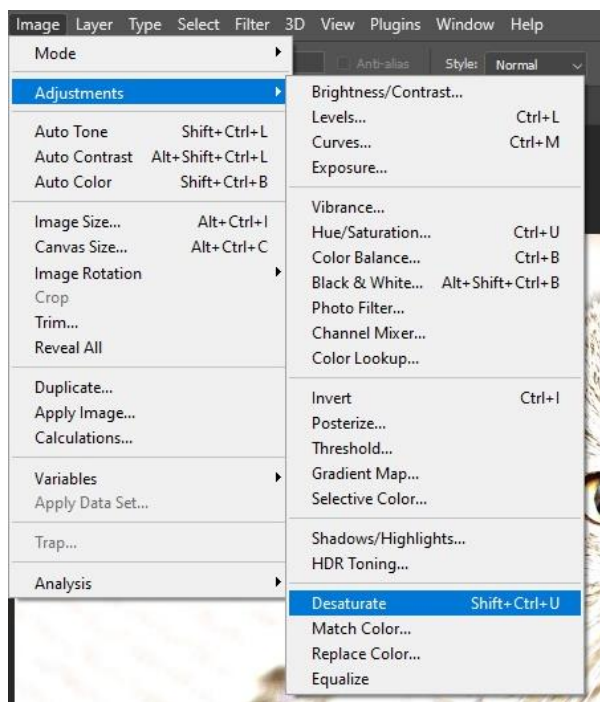 Image Layer Type Select Filter 3D View Plugins Window Help
Anti-alias Style: Normal
Mode
Adjustments
Auto Tone Shift+Ctrl+L
Auto Contrast Alt+Shift+Ctrl+L
Auto Color Shift+Ctrl+B
Image Size... Alt+Ctrl+I
Canvas Size... Alt+Ctrl+C
Image Rotation
Crop
Trim...
Reveal All
Duplicate...
Apply Image...
Calculations...
Variables
Apply Data Set...
Trap...
Analysis
Brightness/Contrast...
Levels... Ctrl+L
Curves... Ctrl+M
Exposure...
Vibrance...
Hue/Saturation... Ctrl+U
Color Balance... Ctrl+B
Black & White... Alt+Shift+Ctrl+B
Photo Filter...
Channel Mixer...
Color Lookup...
Invert Ctrl+I
Posterize...
Threshold...
Gradient Map...
Selective Color...
Shadows/Highlights...
HDR Toning...
Desaturate Shift+Ctrl+U
Match Color...
Replace Color...
Equalize